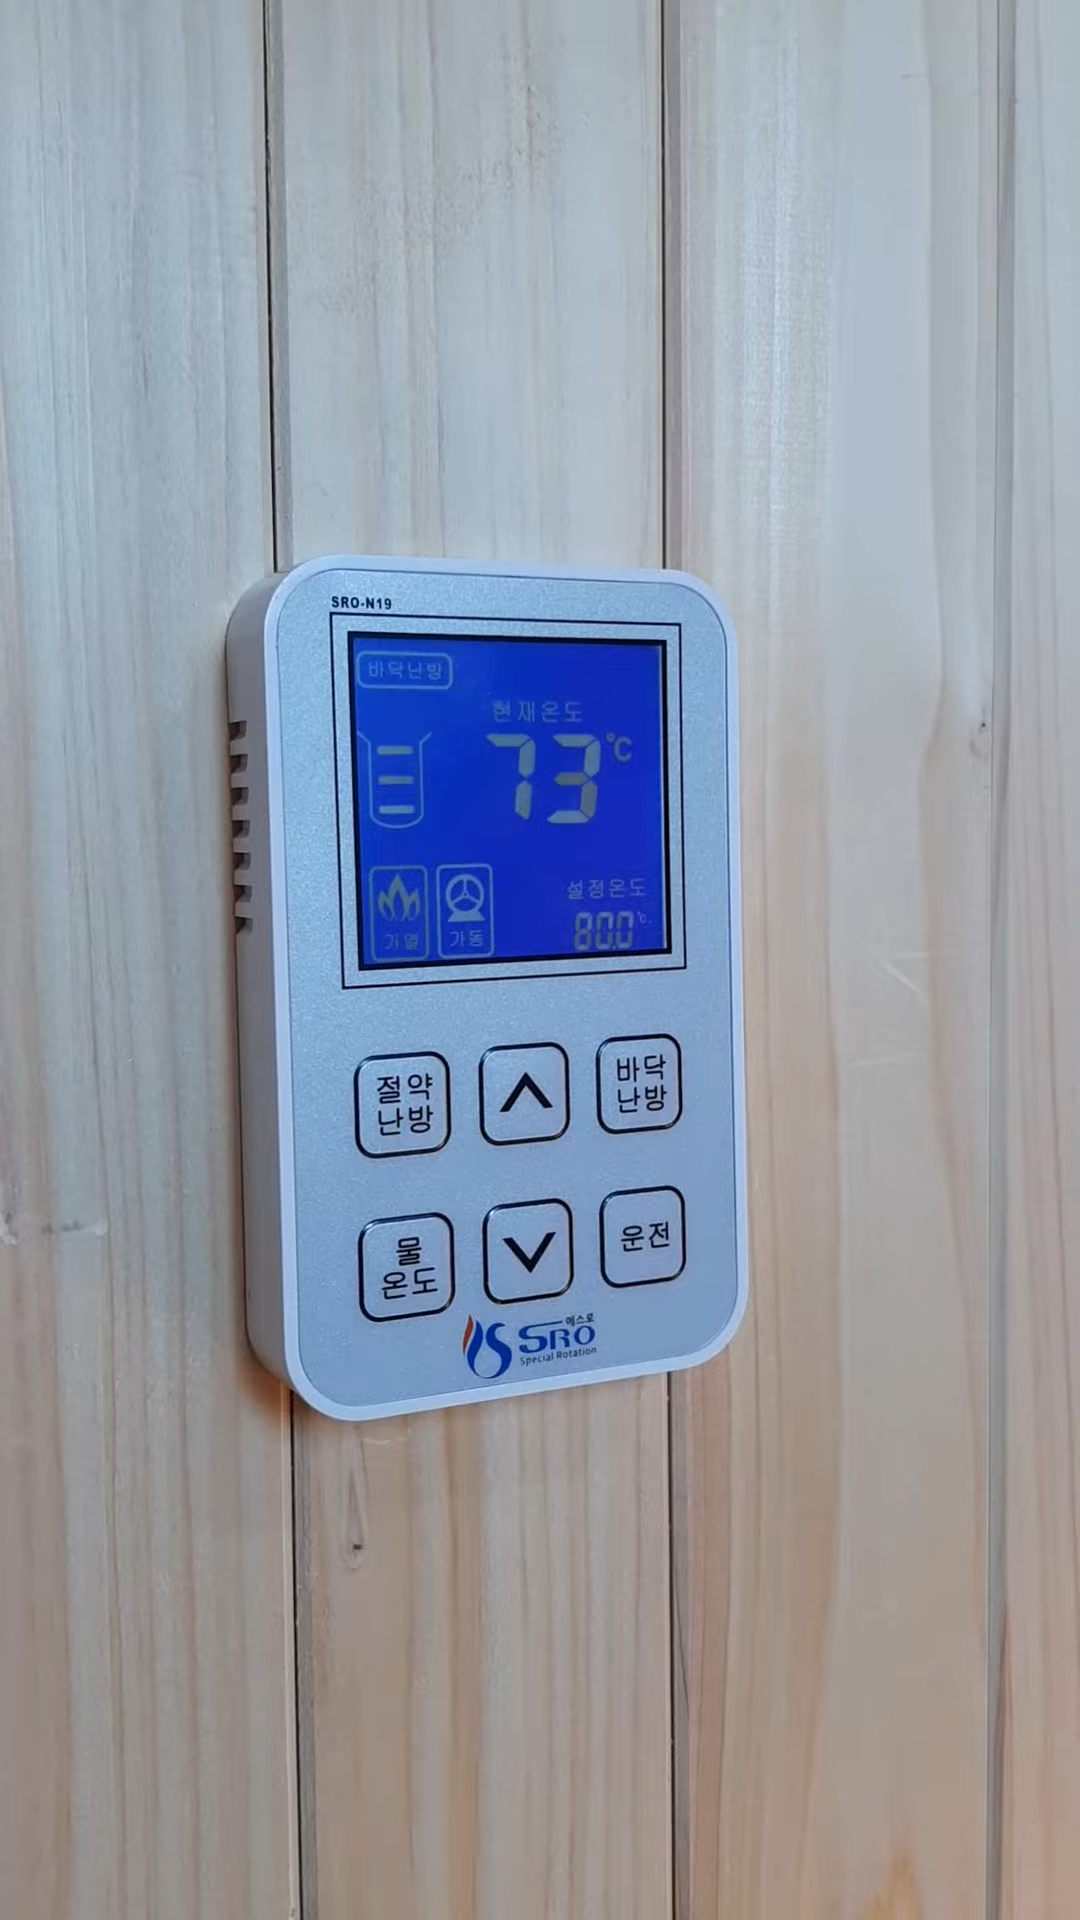 SRO-N19
바닥난방
현재온도
73°C
설정온도
80.0°C
가열
가동
절약
난방
바닥
난방
물
온도
운전
에스로
SRO
Special Rotation